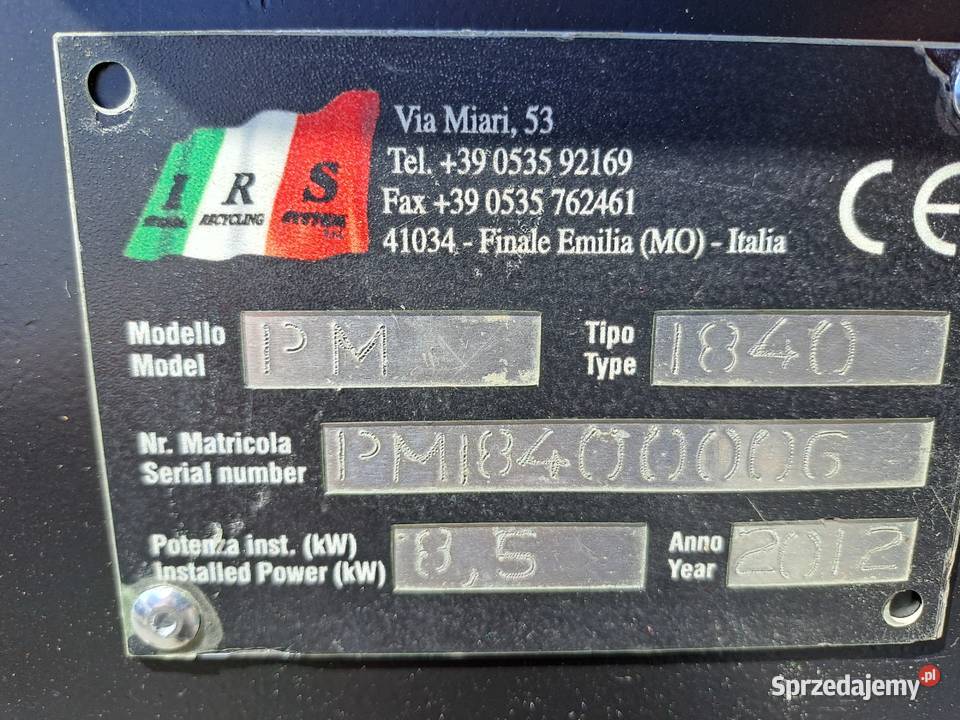 Via Miari, 53
Tel. +39 0535 92169
Fax +39 0535 762461
41034 - Finale Emilia (MO) - Italia
I R S
RECYCLING SYSTEM
CE
Modello
Model
PM
Tipo
Type
1840
Nr. Matricola
Serial number
PM1840000G
Potenza inst. (kW)
Installed Power (kW)
8,5
Anno
Year
2012
Sprzedajemy.pl